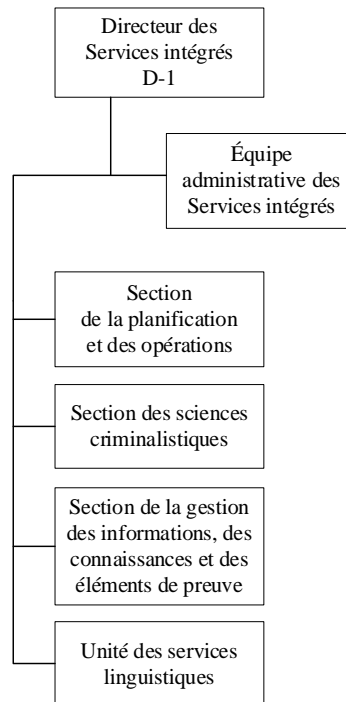 Directeur des
Services intégrés
D-1
Équipe
administrative des
Services intégrés
Section
de la planification
et des opérations
Section des sciences
criminalistiques
Section de la gestion
des informations, des
connaissances et des
éléments de preuve
Unité des services
linguistiques